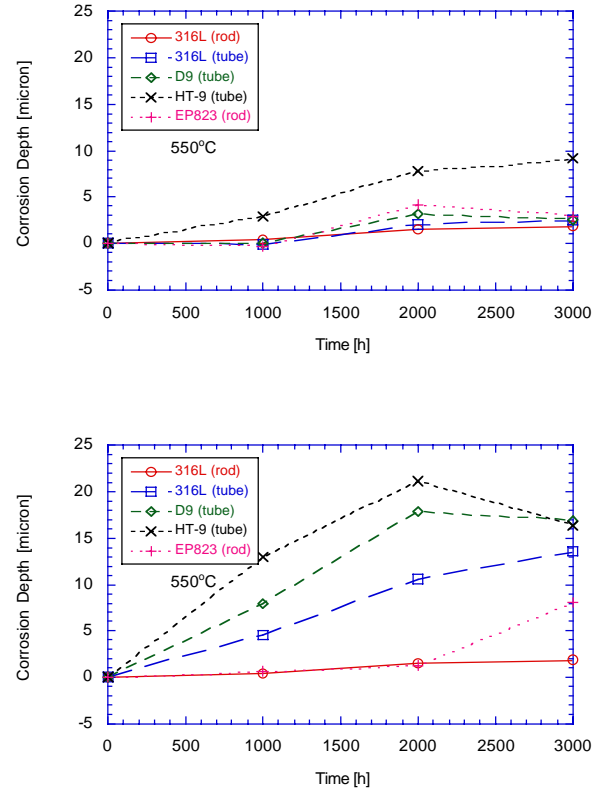 25
20
15
10
5
0
-5
Corrosion Depth [micron]
316L (rod)
316L (tube)
D9 (tube)
HT-9 (tube)
EP823 (rod)
550°C
0 500 1000 1500 2000 2500 3000
Time [h]
25
20
15
10
5
0
-5
Corrosion Depth [micron]
316L (rod)
316L (tube)
D9 (tube)
HT-9 (tube)
EP823 (rod)
550°C
0 500 1000 1500 2000 2500 3000
Time [h]